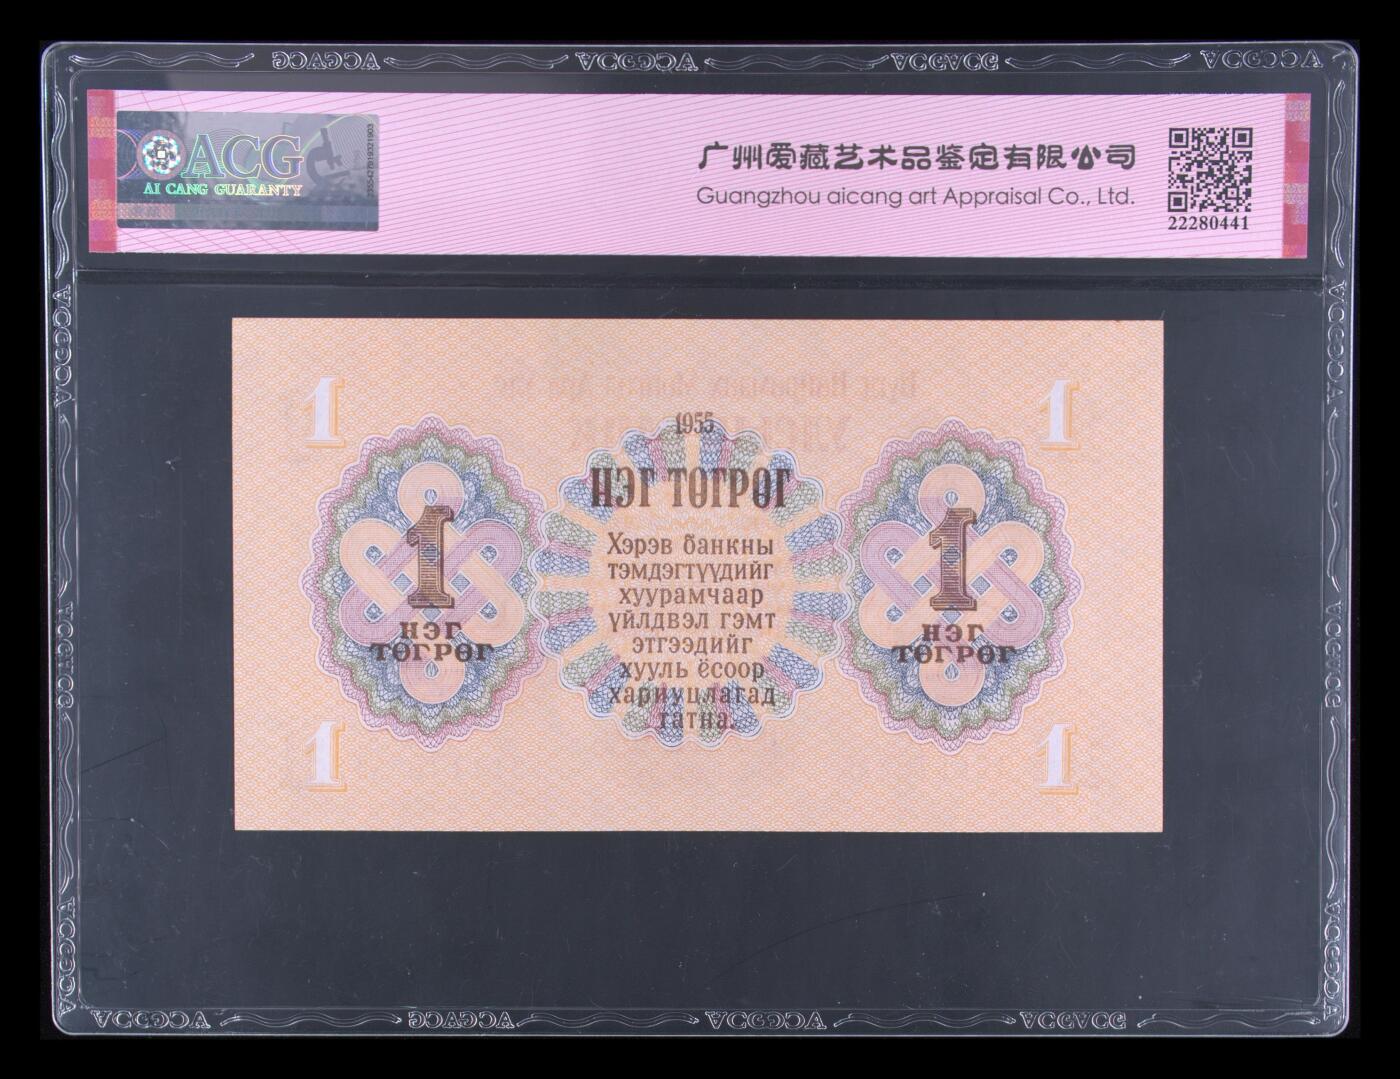 ACG
AI CANG GUARANTY
广州爱藏艺术品鉴定有限公司
Guangzhou aicang art Appraisal Co., Ltd.
22280441
1
1
1955
НЭГ ТӨГРӨГ
1
НЭГ
ТӨГРӨГ
Хэрэв банкны
тэмдэгтүүдийг
хуурамчаар
үйлдвэл гэмт
этгээдийг
хууль ёсоор
хариуцлагад
татна.
1
НЭГ
ТӨГРӨГ
1
1